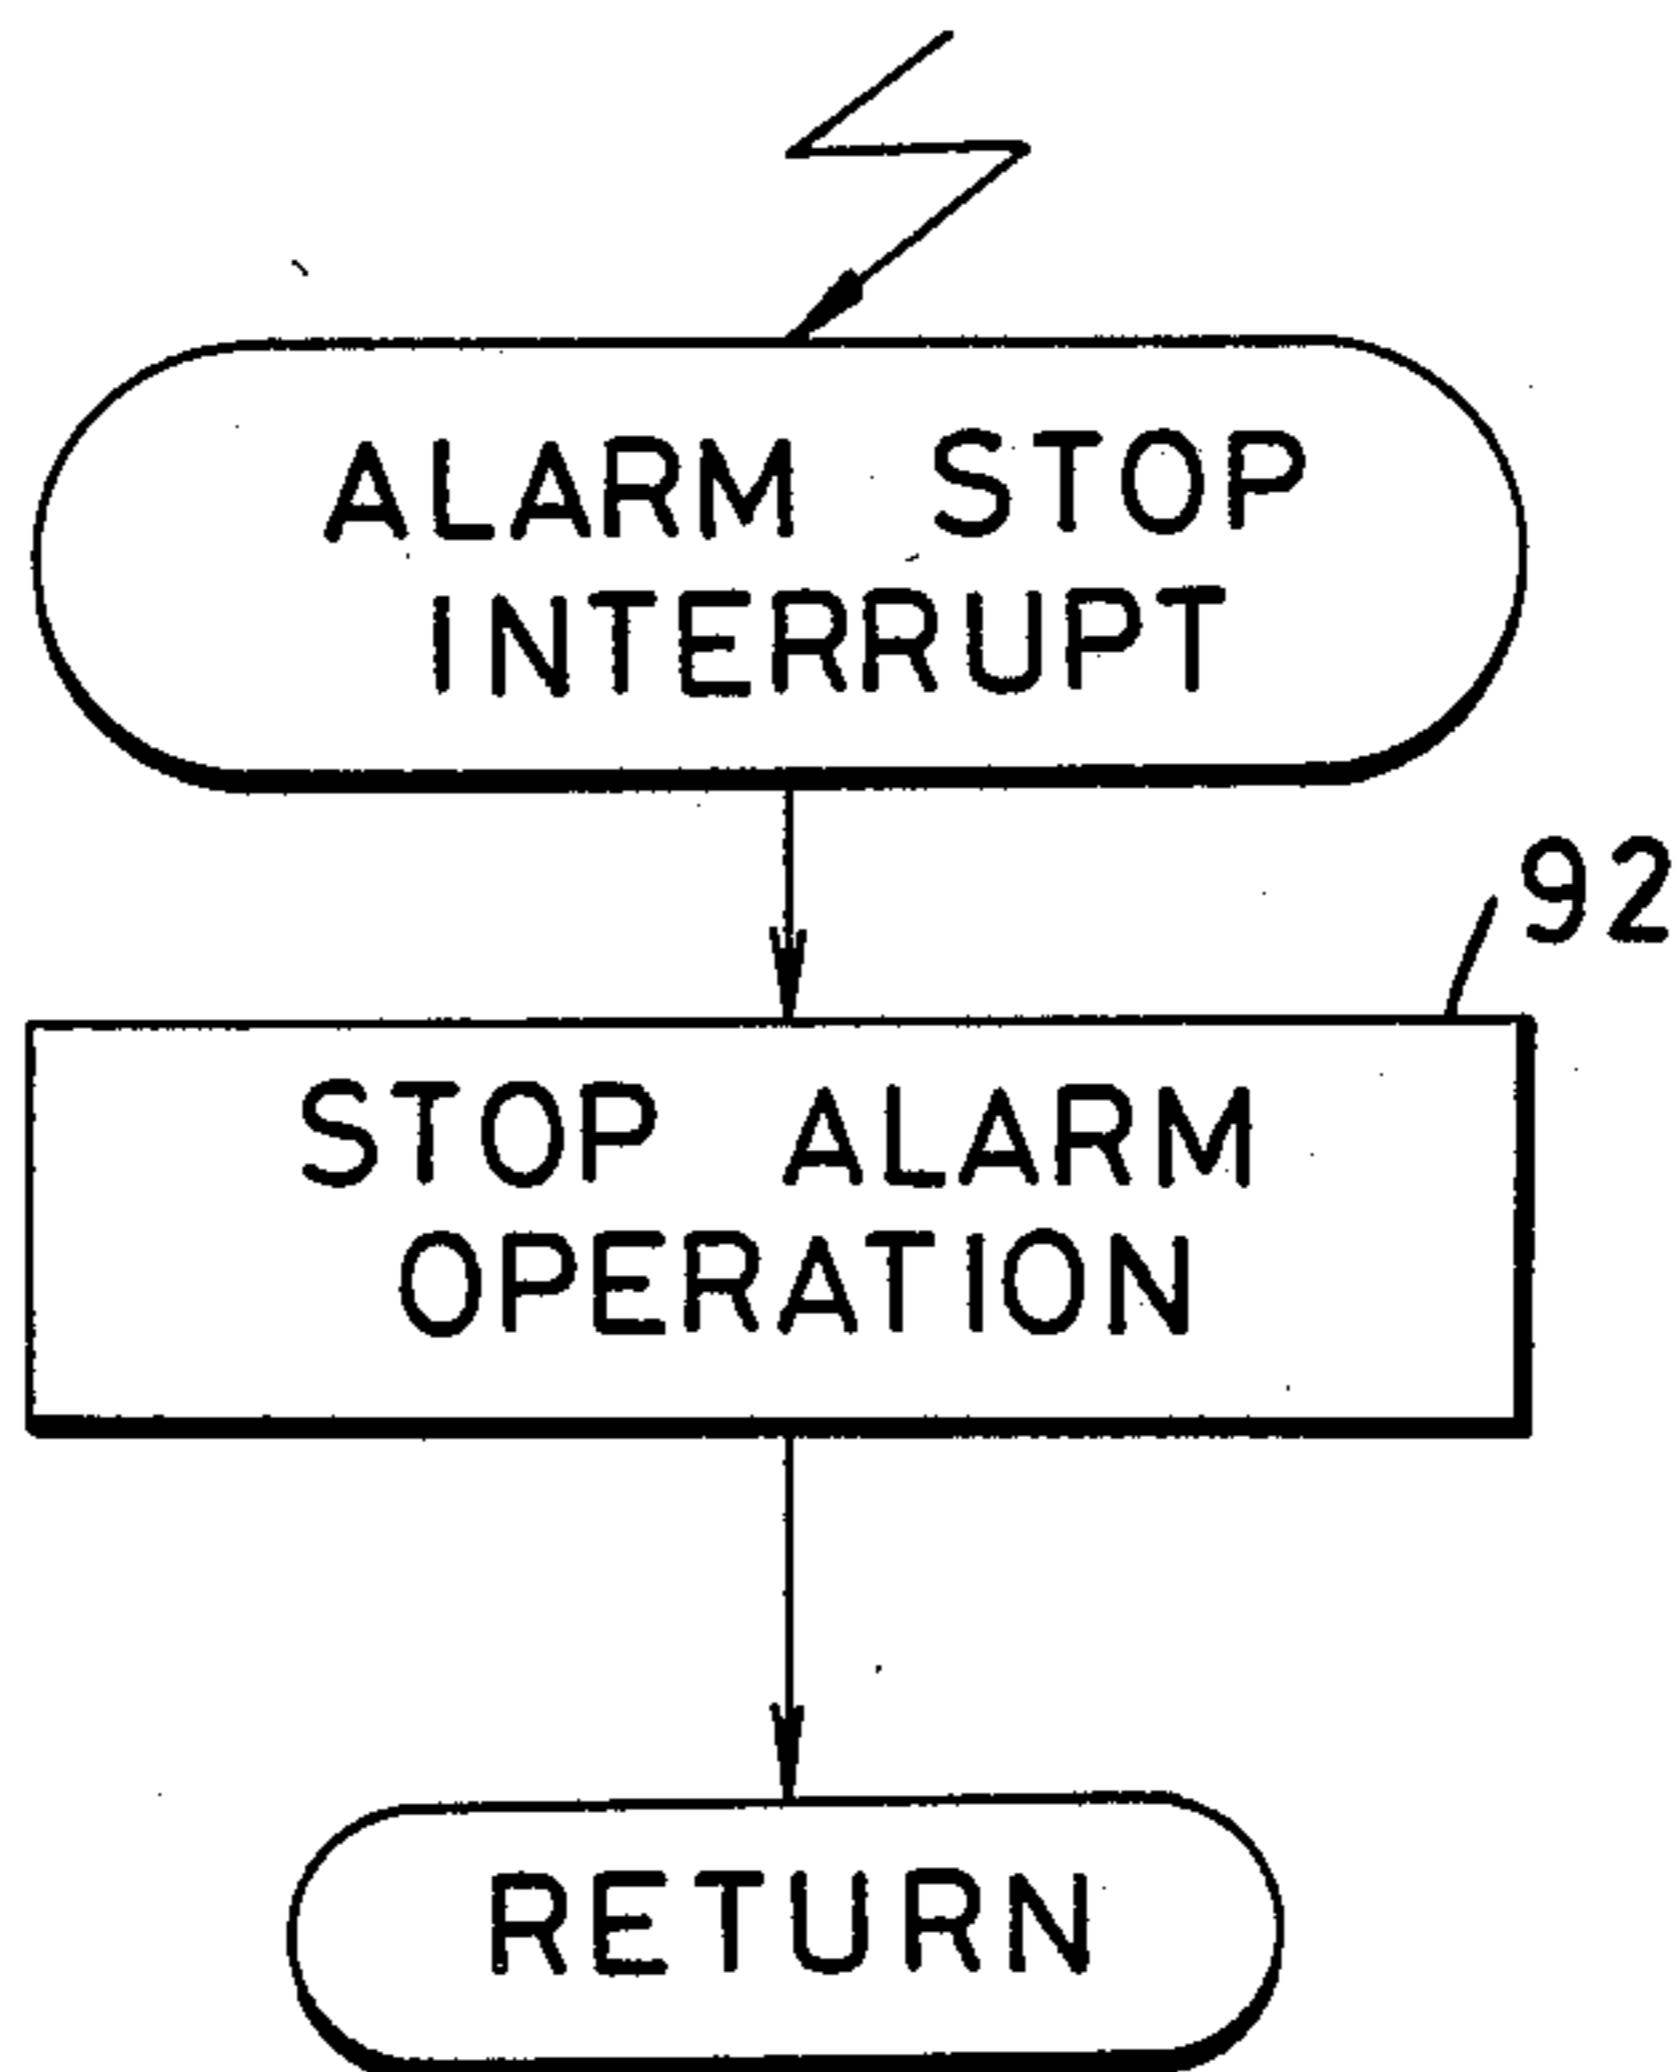 ALARM STOP
INTERRUPT
92
STOP ALARM
OPERATION
RETURN